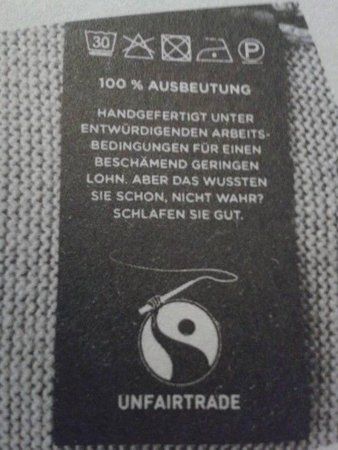 30 P
100 % AUSBEUTUNG
HANDGEFERTIGT UNTER
ENTWÜRDIGENDEN ARBEITS-
BEDINGUNGEN FÜR EINEN
BESCHÄMEND GERINGEN
LOHN. ABER DAS WUSSTEN
SIE SCHON, NICHT WAHR?
SCHLAFEN SIE GUT.
UNFAIRTRADE